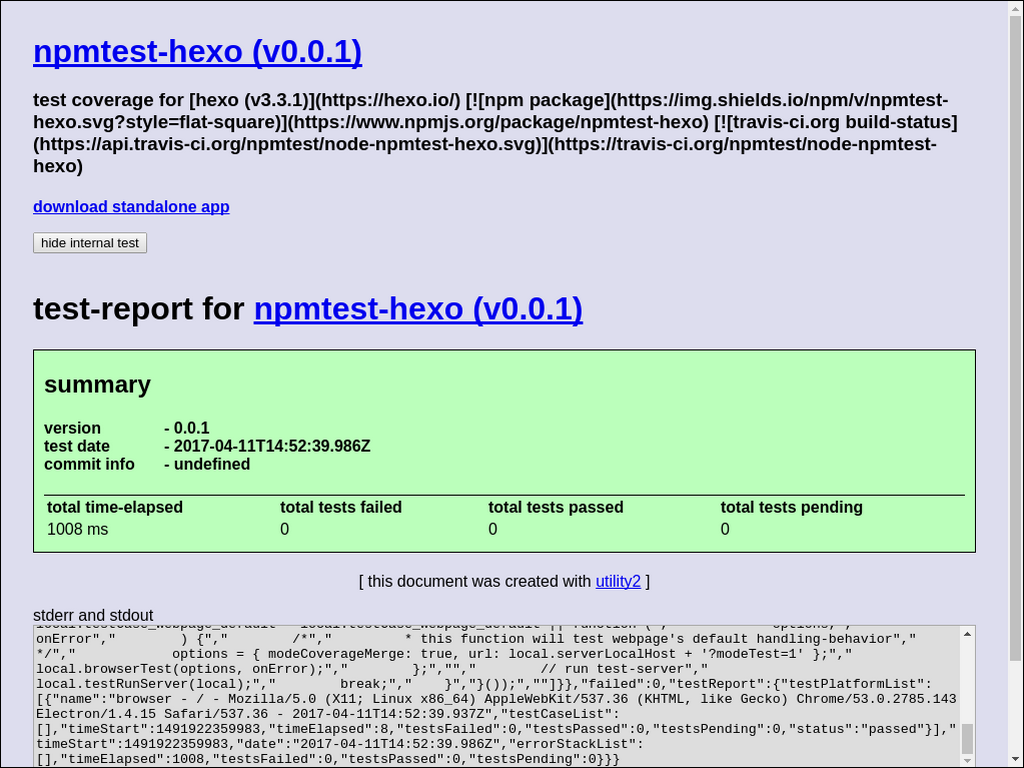 npmtest-hexo (v0.0.1)
test coverage for [hexo (v3.3.1)](https://hexo.io/) [![npm package](https://img.shields.io/npm/v/npmtest-
hexo.svg?style=flat-square)](https://www.npmjs.org/package/npmtest-hexo) [![travis-ci.org build-status]
(https://api.travis-ci.org/npmtest/node-npmtest-hexo.svg)](https://travis-ci.org/npmtest/node-npmtest-
hexo)
download standalone app
hide internal test
test-report for npmtest-hexo (v0.0.1)
summary
version - 0.0.1
test date - 2017-04-11T14:52:39.986Z
commit info - undefined
total time-elapsed total tests failed total tests passed total tests pending
1008 ms 0 0 0
[ this document was created with utility2 ]
stderr and stdout
local.testCase_webpage_default = local.testCase_webpage_default || function (","            options,","
onError","        ) {","        /*","         * this function will test webpage's default handling-behavior","
*/","            options = { modeCoverageMerge: true, url: local.serverLocalHost + '?modeTest=1' };","
local.browserTest(options, onError);","        };","","        // run test-server","
local.testRunServer(local);","        break;","    }","}());",""]}},"failed":0,"testReport":{"testPlatformList":
[{"name":"browser - / - Mozilla/5.0 (X11; Linux x86_64) AppleWebKit/537.36 (KHTML, like Gecko) Chrome/53.0.2785.143
Electron/1.4.15 Safari/537.36 - 2017-04-11T14:52:39.937Z","testCaseList":
[],"timeStart":1491922359983,"timeElapsed":8,"testsFailed":0,"testsPassed":0,"testsPending":0,"status":"passed"}],"
timeStart":1491922359983,"date":"2017-04-11T14:52:39.986Z","errorStackList":
[],"timeElapsed":1008,"testsFailed":0,"testsPassed":0,"testsPending":0}}}